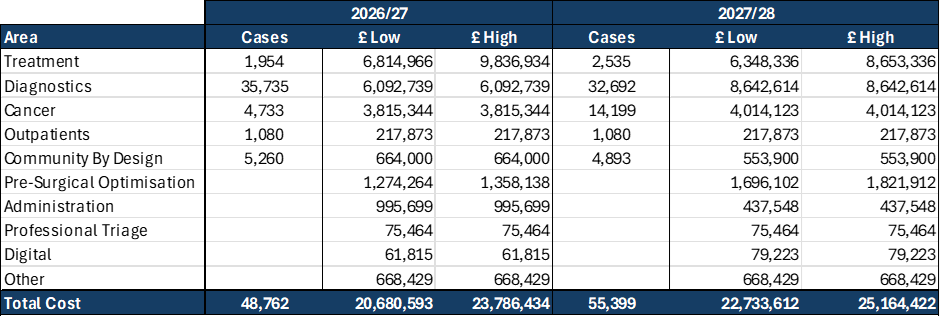 2026/27 2027/28
Area Cases £ Low £ High Cases £ Low £ High
Treatment 1,954 6,814,966 9,836,934 2,535 6,348,336 8,653,336
Diagnostics 35,735 6,092,739 6,092,739 32,692 8,642,614 8,642,614
Cancer 4,733 3,815,344 3,815,344 14,199 4,014,123 4,014,123
Outpatients 1,080 217,873 217,873 1,080 217,873 217,873
Community By Design 5,260 664,000 664,000 4,893 553,900 553,900
Pre-Surgical Optimisation 1,274,264 1,358,138 1,696,102 1,821,912
Administration 995,699 995,699 437,548 437,548
Professional Triage 75,464 75,464 75,464 75,464
Digital 61,815 61,815 79,223 79,223
Other 668,429 668,429 668,429 668,429
Total Cost 48,762 20,680,593 23,786,434 55,399 22,733,612 25,164,422